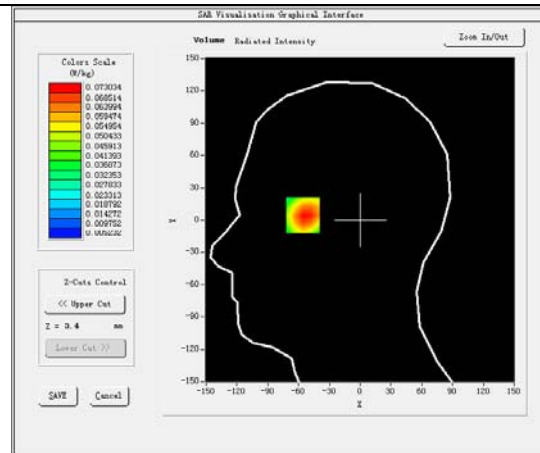 SAR Visualisation Graphical Interface
Volume Radiated Intensity
Zoom In/Out
Colors Scale
(W/kg)
0.073034
0.068514
0.063994
0.059474
0.054954
0.050433
0.045913
0.041393
0.036873
0.032353
0.027833
0.023313
0.018792
0.014272
0.009752
0.005232
Z-Cuts Control
<< Upper Cut
Z = 3.4 mm
Lower Cut >>
SAVE
Cancel
150
120
90
60
30
0
-30
-60
-90
-120
-150
Y
-150 -120 -90 -60 -30 0 30 60 90 120 150
X